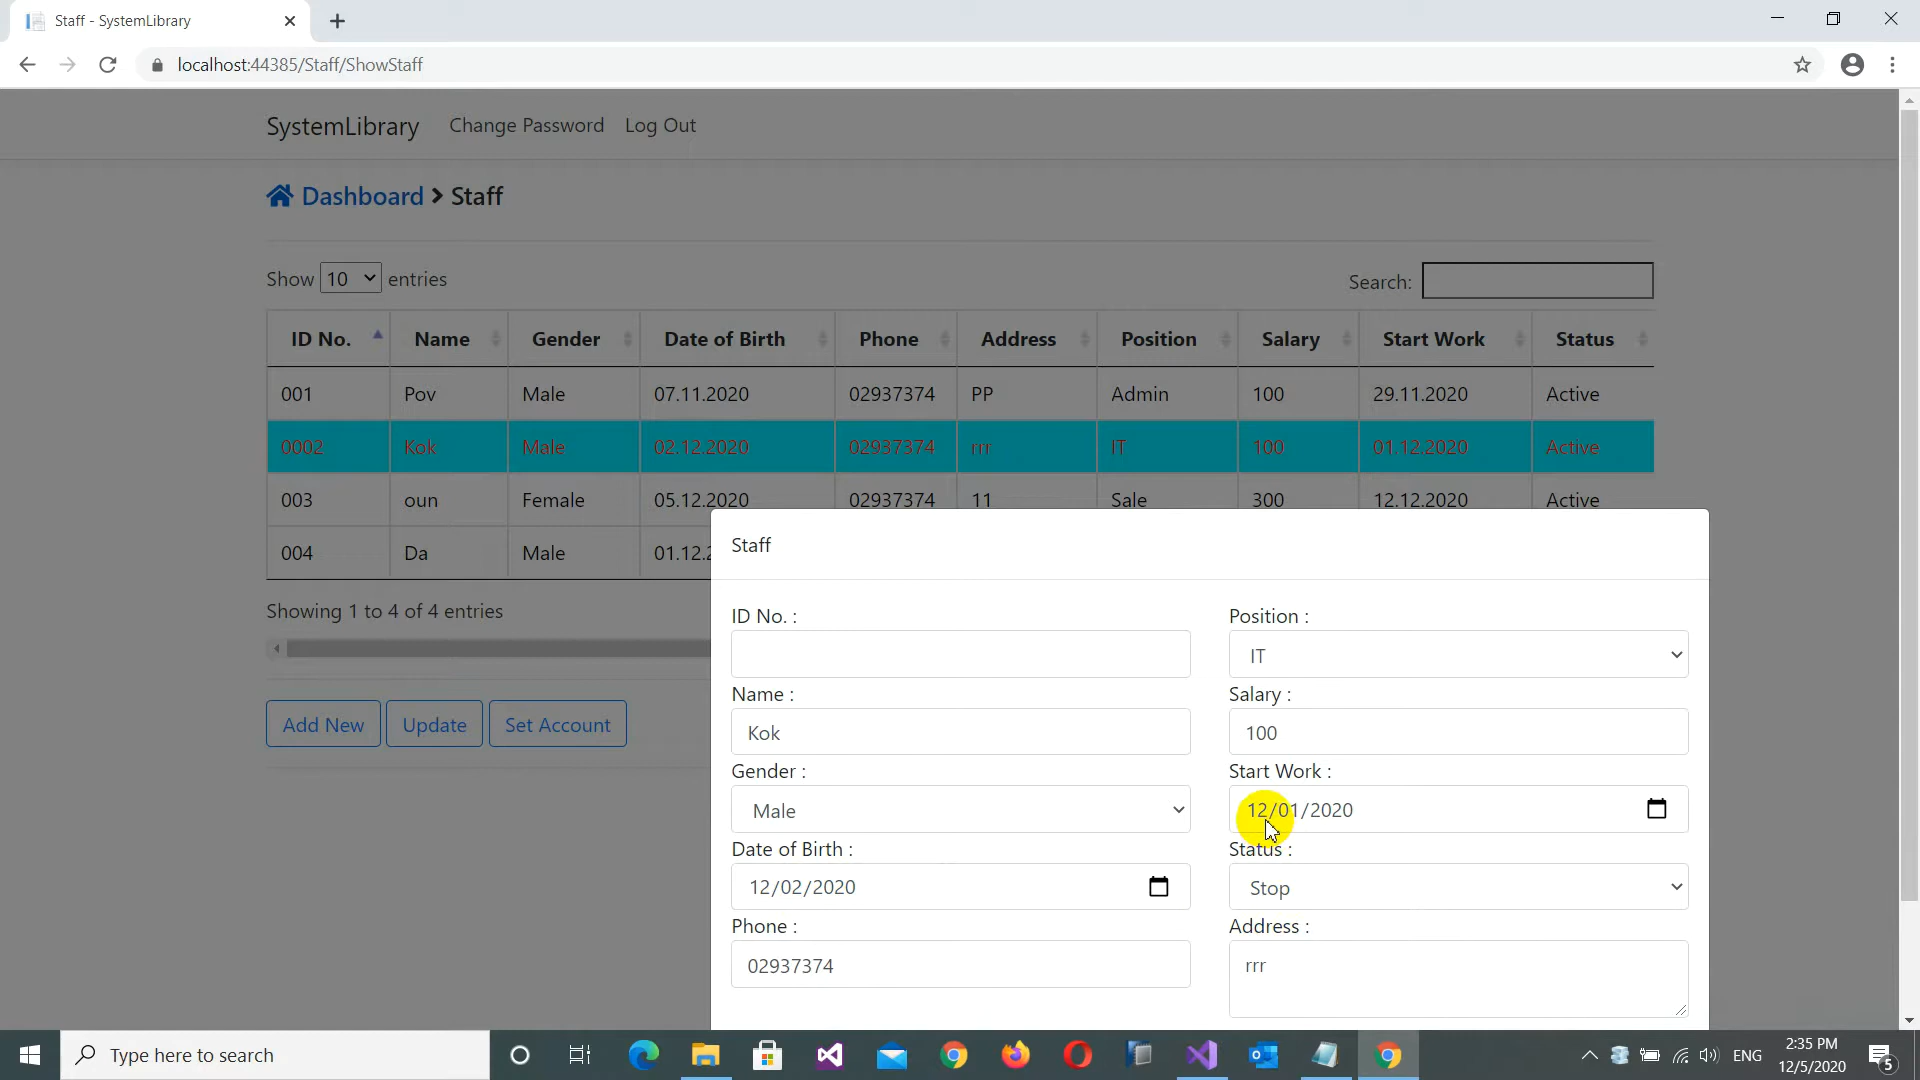 Staff - SystemLibrary
localhost:44385/Staff/ShowStaff
SystemLibrary Change Password Log Out
Dashboard > Staff
Show 10 entries Search:
ID No. Name Gender Date of Birth Phone Address Position Salary Start Work Status
001 Pov Male 07.11.2020 02937374 PP Admin 100 29.11.2020 Active
0002 Kok Male 02.12.2020 02937374 rrr IT 100 01.12.2020 Active
003 oun Female 05.12.2020 02937374 11 Sale 300 12.12.2020 Active
004 Da Male 01.12.2
Showing 1 to 4 of 4 entries
Add New Update Set Account
Staff
ID No. :
Name :
Kok
Gender :
Male
Date of Birth :
12/02/2020
Phone :
02937374
Position :
IT
Salary :
100
Start Work :
12/01/2020
Status :
Stop
Address :
rrr
Type here to search
ENG
2:35 PM
12/5/2020
5